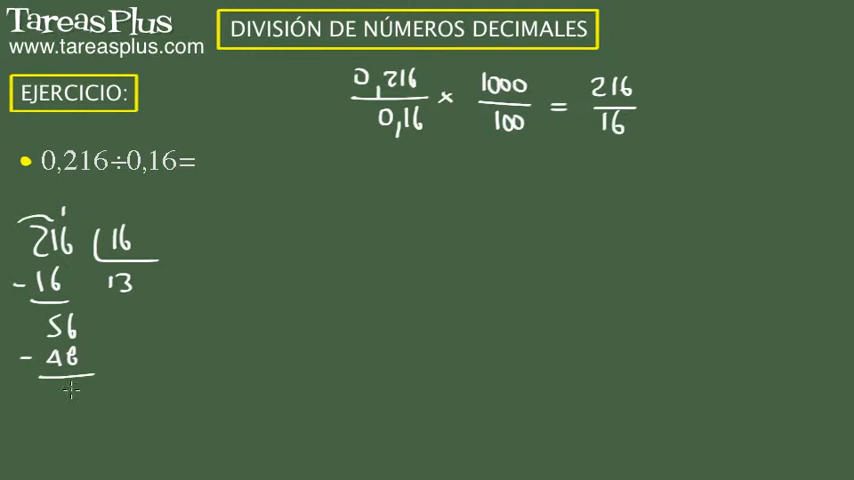 TareasPlus
www.tareasplus.com
DIVISIÓN DE NÚMEROS DECIMALES
EJERCICIO:
0,216 / 0,16 × 1000 / 100 = 216 / 16
• 0,216÷0,16=
1
216 16
-16 13
56
- 48